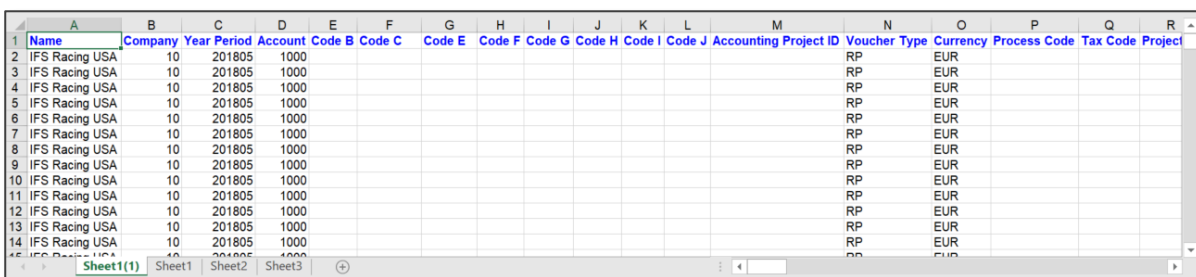 A B C D E F G H I J K L M N O P Q R
1 Name Company Year Period Account Code B Code C Code E Code F Code G Code H Code I Code J Accounting Project ID Voucher Type Currency Process Code Tax Code Project
2 IFS Racing USA 10 201805 1000 RP EUR
3 IFS Racing USA 10 201805 1000 RP EUR
4 IFS Racing USA 10 201805 1000 RP EUR
5 IFS Racing USA 10 201805 1000 RP EUR
6 IFS Racing USA 10 201805 1000 RP EUR
7 IFS Racing USA 10 201805 1000 RP EUR
8 IFS Racing USA 10 201805 1000 RP EUR
9 IFS Racing USA 10 201805 1000 RP EUR
10 IFS Racing USA 10 201805 1000 RP EUR
11 IFS Racing USA 10 201805 1000 RP EUR
12 IFS Racing USA 10 201805 1000 RP EUR
13 IFS Racing USA 10 201805 1000 RP EUR
14 IFS Racing USA 10 201805 1000 RP EUR
Sheet1(1) Sheet1 Sheet2 Sheet3